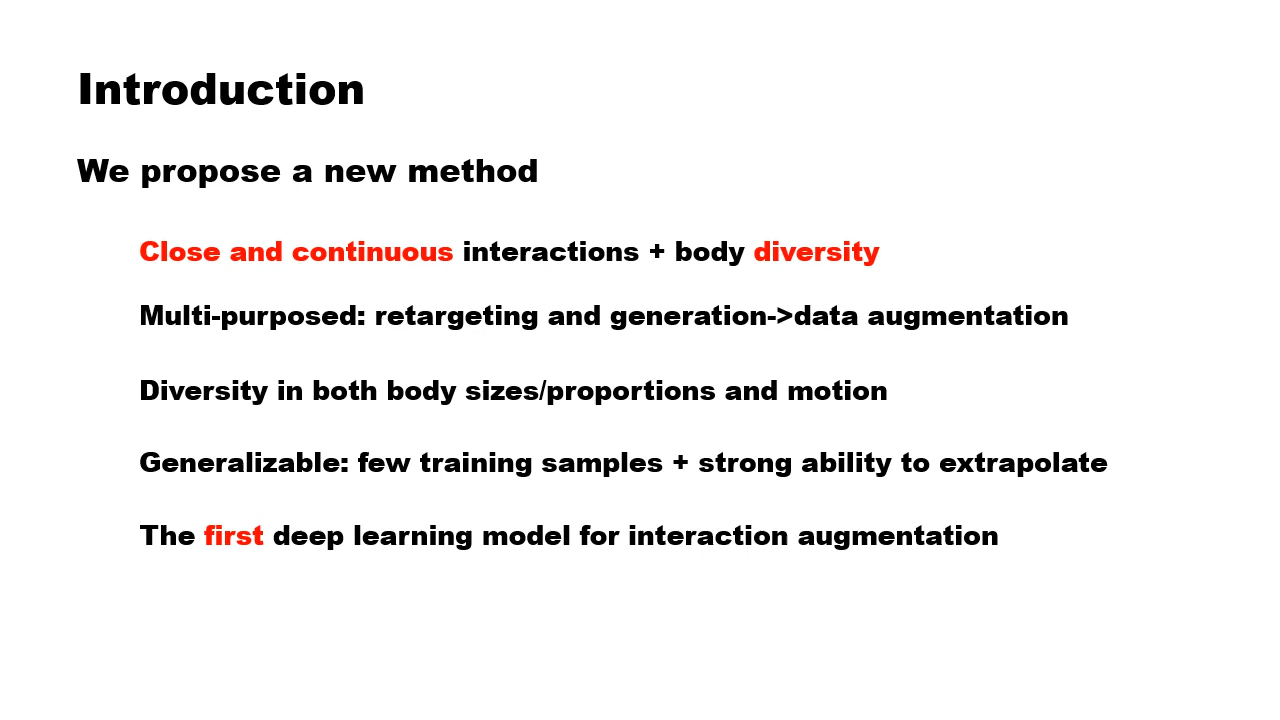 Introduction
We propose a new method
Close and continuous interactions + body diversity
Multi-purposed: retargeting and generation->data augmentation
Diversity in both body sizes/proportions and motion
Generalizable: few training samples + strong ability to extrapolate
The first deep learning model for interaction augmentation